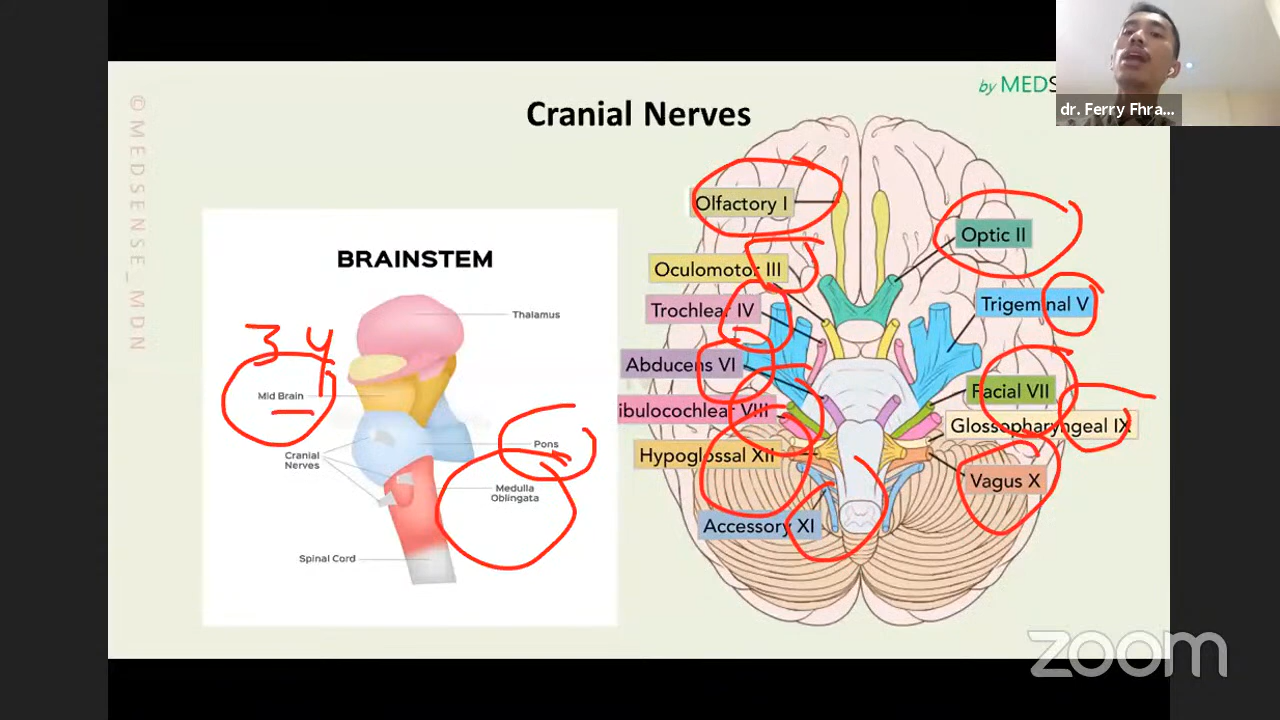 by MEDS
dr. Ferry Fhra...
©MEDSENSE_MDN
Cranial Nerves
BRAINSTEM
Thalamus
3 4
Mid Brain
Pons
Cranial
Nerves
Medulla
Oblingata
Spinal Cord
Olfactory I
Optic II
Oculomotor III
Trigeminal V
Trochlear IV
Abducens VI
Facial VII
ibulocochlear VIII
Glossopharyngeal IX
Hypoglossal XII
Vagus X
Accessory XI
zoom